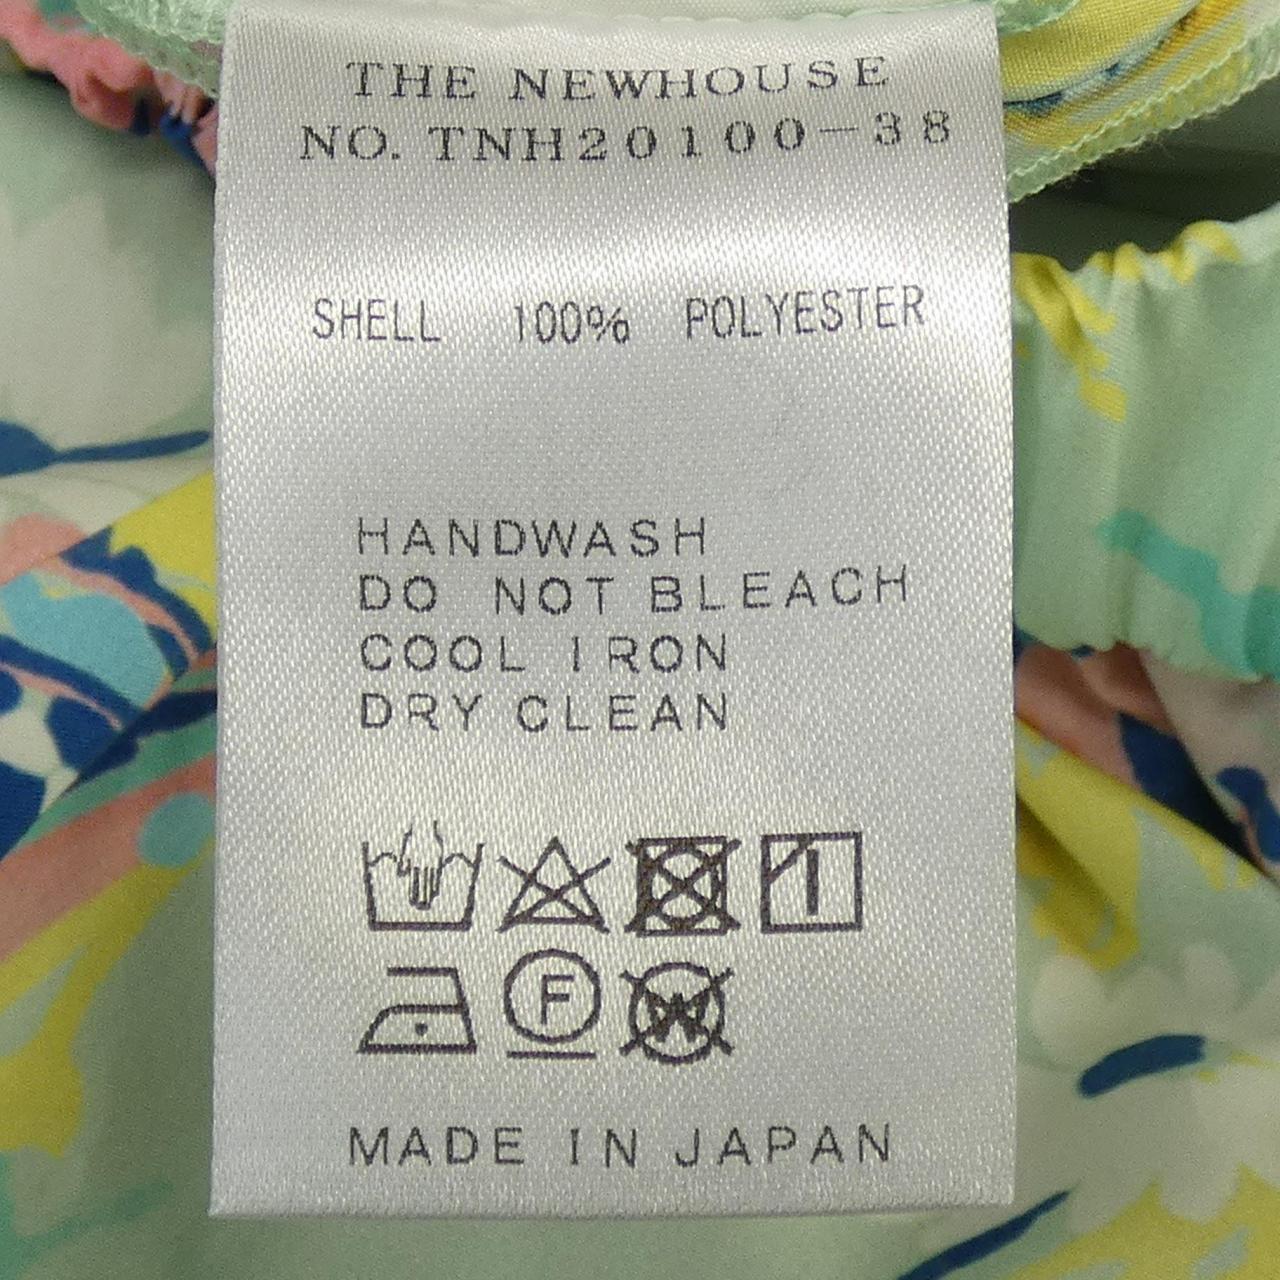 THE NEWHOUSE
NO. TNH20100-38
SHELL 100% POLYESTER
HANDWASH
DO NOT BLEACH
COOL IRON
DRY CLEAN
F W
MADE IN JAPAN